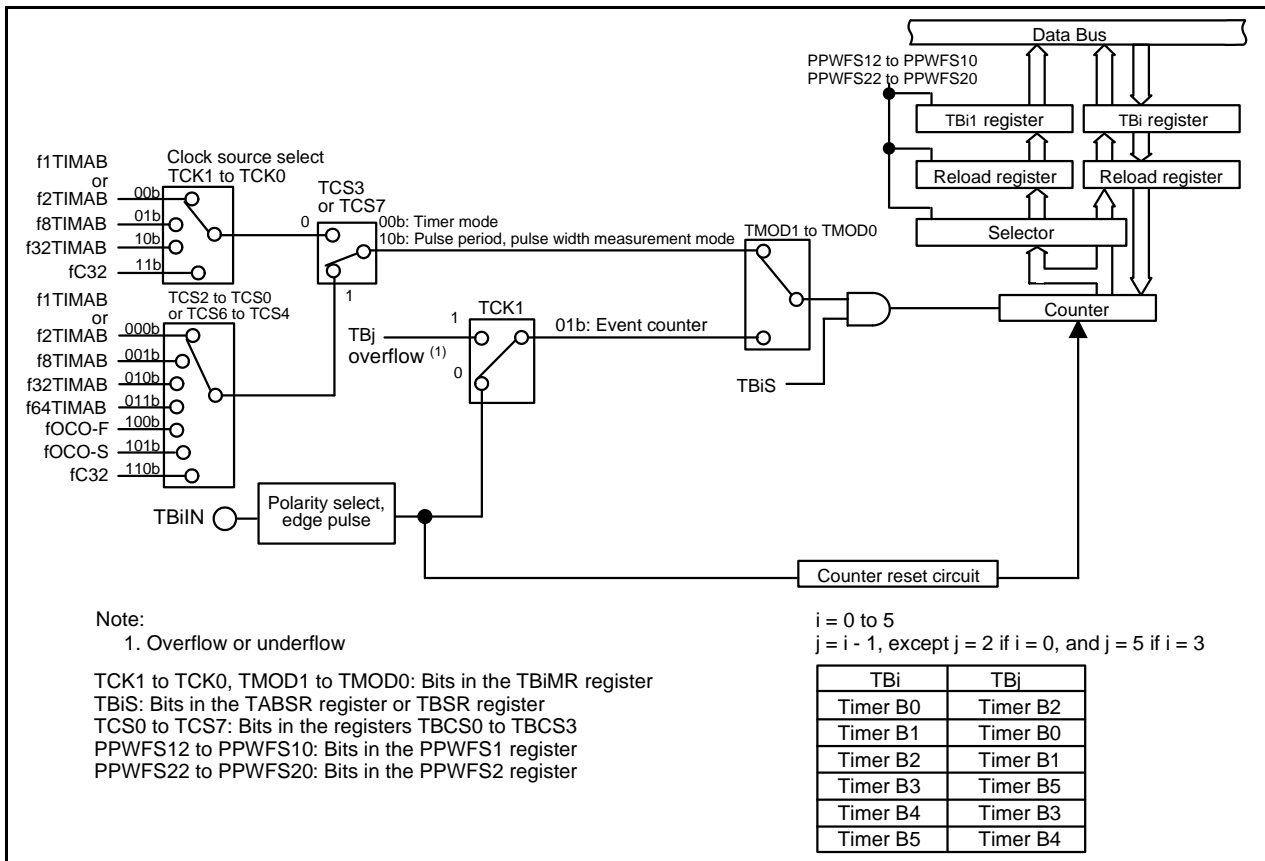 Data Bus
PPWFS12 to PPWFS10
PPWFS22 to PPWFS20
TBi1 register
TBi register
Reload register
Reload register
Selector
Counter
f1TIMAB
or
f2TIMAB
00b
f8TIMAB
01b
f32TIMAB
10b
fC32
11b
Clock source select
TCK1 to TCK0
TCS3
or TCS7
0
1
00b: Timer mode
10b: Pulse period, pulse width measurement mode
TMOD1 to TMOD0
f1TIMAB
or
f2TIMAB
000b
f8TIMAB
001b
f32TIMAB
010b
f64TIMAB
011b
fOCO-F
100b
fOCO-S
101b
fC32
110b
TCS2 to TCS0
or TCS6 to TCS4
TCK1
TBj
overflow (1)
1
0
01b: Event counter
TBiS
TBiIN
Polarity select,
edge pulse
Counter reset circuit
Note:
1. Overflow or underflow
TCK1 to TCK0, TMOD1 to TMOD0: Bits in the TBiMR register
TBiS: Bits in the TABSR register or TBSR register
TCS0 to TCS7: Bits in the registers TBCS0 to TBCS3
PPWFS12 to PPWFS10: Bits in the PPWFS1 register
PPWFS22 to PPWFS20: Bits in the PPWFS2 register
i = 0 to 5
j = i - 1, except j = 2 if i = 0, and j = 5 if i = 3
TBi TBj
Timer B0 Timer B2
Timer B1 Timer B0
Timer B2 Timer B1
Timer B3 Timer B5
Timer B4 Timer B3
Timer B5 Timer B4